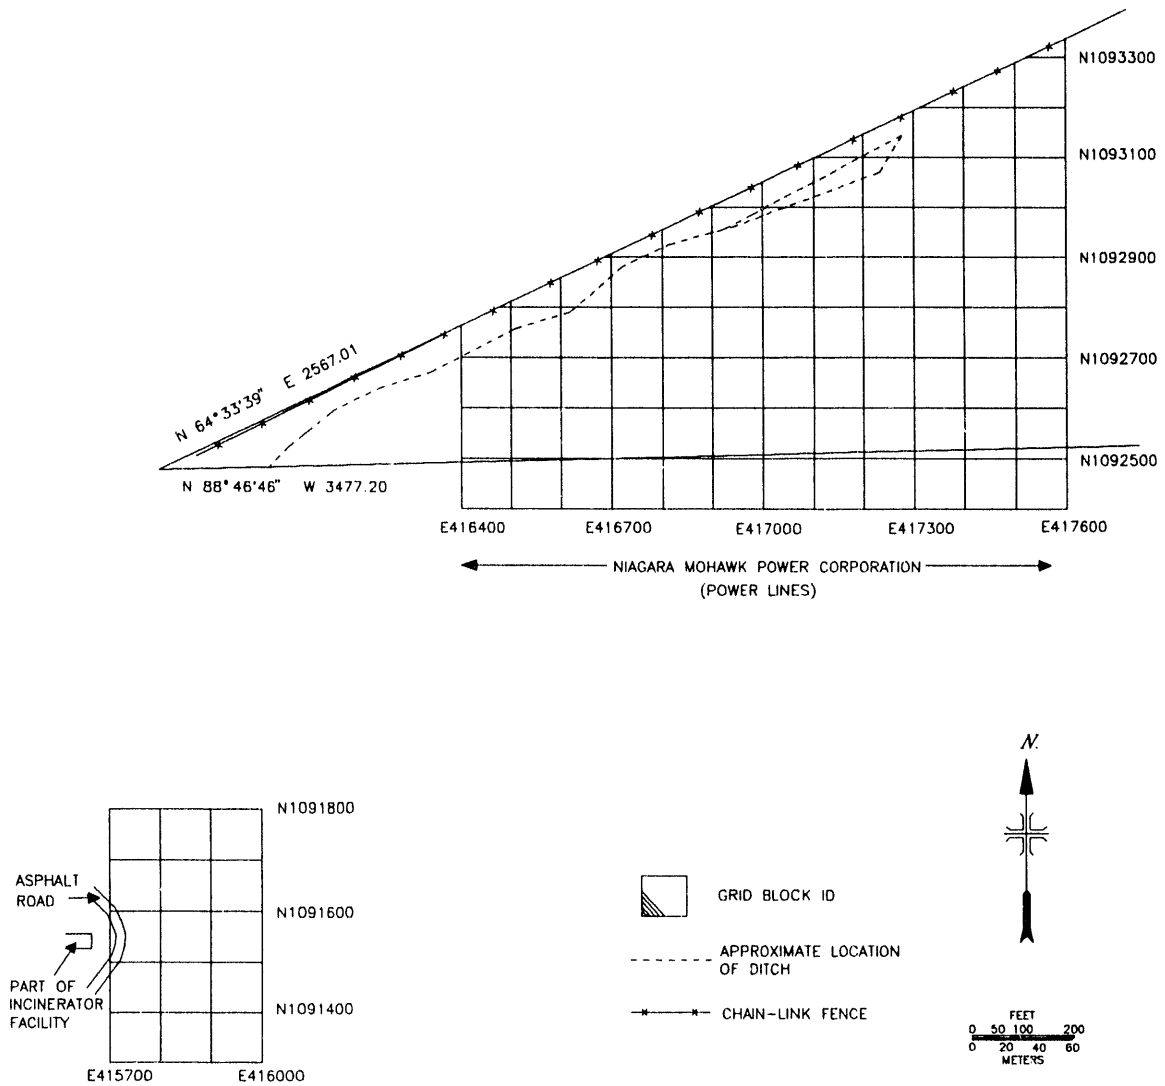 N1093300
N1093100
N1092900
N1092700
N1092500
N 64°33'39" E 2567.01
N 88°46'46" W 3477.20
E416400 E416700 E417000 E417300 E417600
NIAGARA MOHAWK POWER CORPORATION
(POWER LINES)
N.
N1091800
ASPHALT
ROAD
N1091600
PART OF
INCINERATOR
FACILITY
N1091400
E415700 E416000
GRID BLOCK ID
APPROXIMATE LOCATION
OF DITCH
CHAIN-LINK FENCE
FEET
0 50 100 200
0 20 40 60
METERS